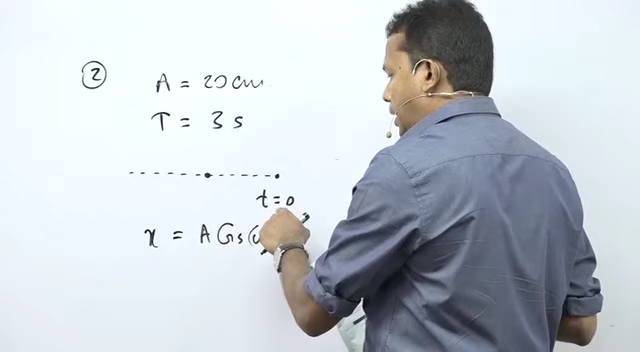 ②
A = 20 cm
T = 3 s
t = 0
x = A Cos(